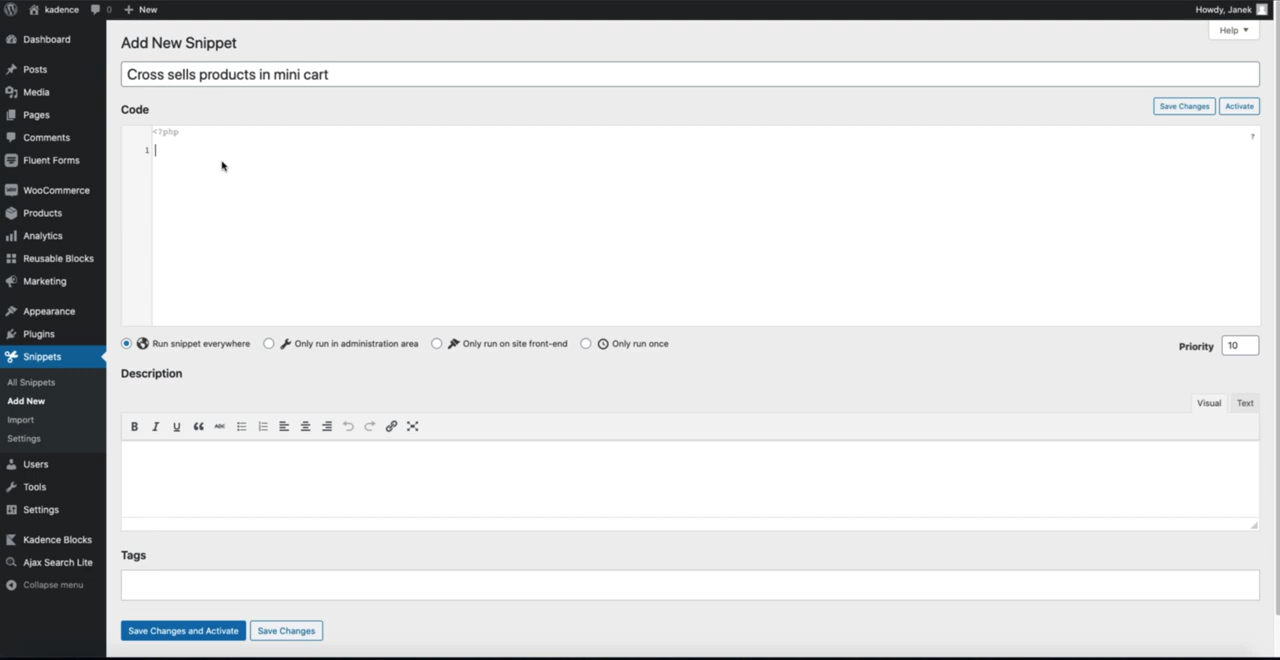 kadence 0 + New Howdy, Janek
Help ▼
Dashboard
Posts
Media
Pages
Comments
Fluent Forms
WooCommerce
Products
Analytics
Reusable Blocks
Marketing
Appearance
Plugins
Snippets
All Snippets
Add New
Import
Settings
Users
Tools
Settings
Kadence Blocks
Ajax Search Lite
Collapse menu
Add New Snippet
Cross sells products in mini cart
Code
Save Changes Activate
<?php
?
1
Run snippet everywhere Only run in administration area Only run on site front-end Only run once
Priority 10
Description
Visual Text
B I U ABC
Tags
Save Changes and Activate Save Changes